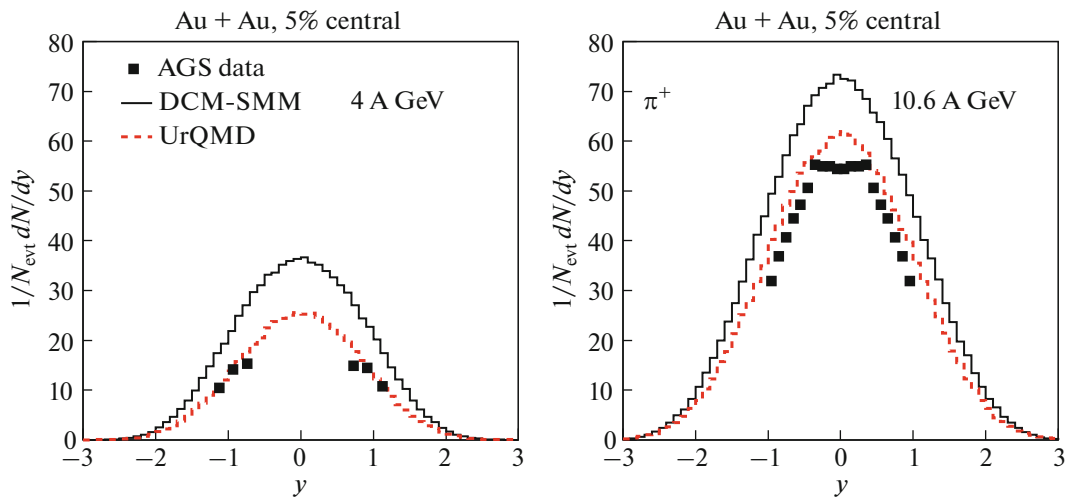 Au + Au, 5% central
80
70
60
50
40
30
20
10
0
1/N_evt dN/dy
AGS data
DCM-SMM
4 A GeV
UrQMD
−3 −2 −1 0 1 2 3
y
Au + Au, 5% central
80
70
60
50
40
30
20
10
0
1/N_evt dN/dy
π⁺
10.6 A GeV
−3 −2 −1 0 1 2 3
y